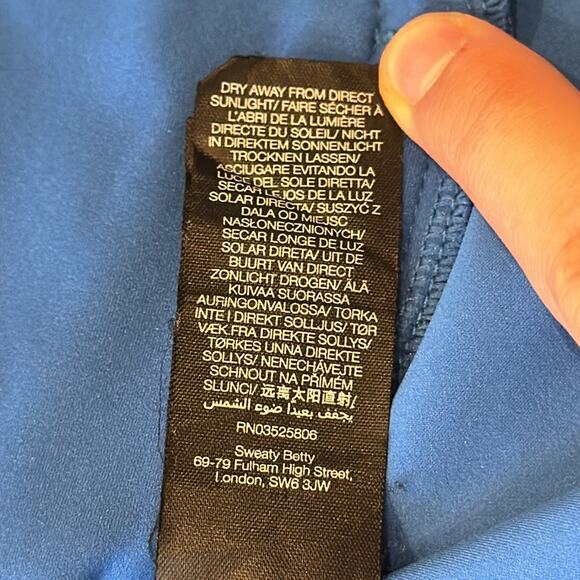 DRY AWAY FROM DIRECT
SUNLIGHT/ FAIRE SÉCHER À
L'ABRI DE LA LUMIÈRE
DIRECTE DU SOLEIL/ NICHT
IN DIREKTEM SONNENLICHT
TROCKNEN LASSEN/
ASCIUGARE EVITANDO LA
LUCE DEL SOLE DIRETTA/
SECAR LEJOS DE LA LUZ
SOLAR DIRECTA/ SUSZYĆ Z
DALA OD MIEJSC
NASŁONECZNIONYCH/
SECAR LONGE DE LUZ
SOLAR DIRETA/ UIT DE
BUURT VAN DIRECT
ZONLICHT DROGEN/ ÄLÄ
KUIVAA SUORASSA
AURINGONVALOSSA/ TORKA
INTE I DIREKT SOLLJUS/ TØR
VÆK FRA DIREKTE SOLLYS/
TØRKES UNNA DIREKTE
SOLLYS/ NENECHÁVEJTE
SCHNOUT NA PŘÍMÉM
SLUNCI/ 远离太阳直射/
يجفف بعيداً ضوء الشمس
RN03525806
Sweaty Betty
69-79 Fulham High Street,
London, SW6 3JW